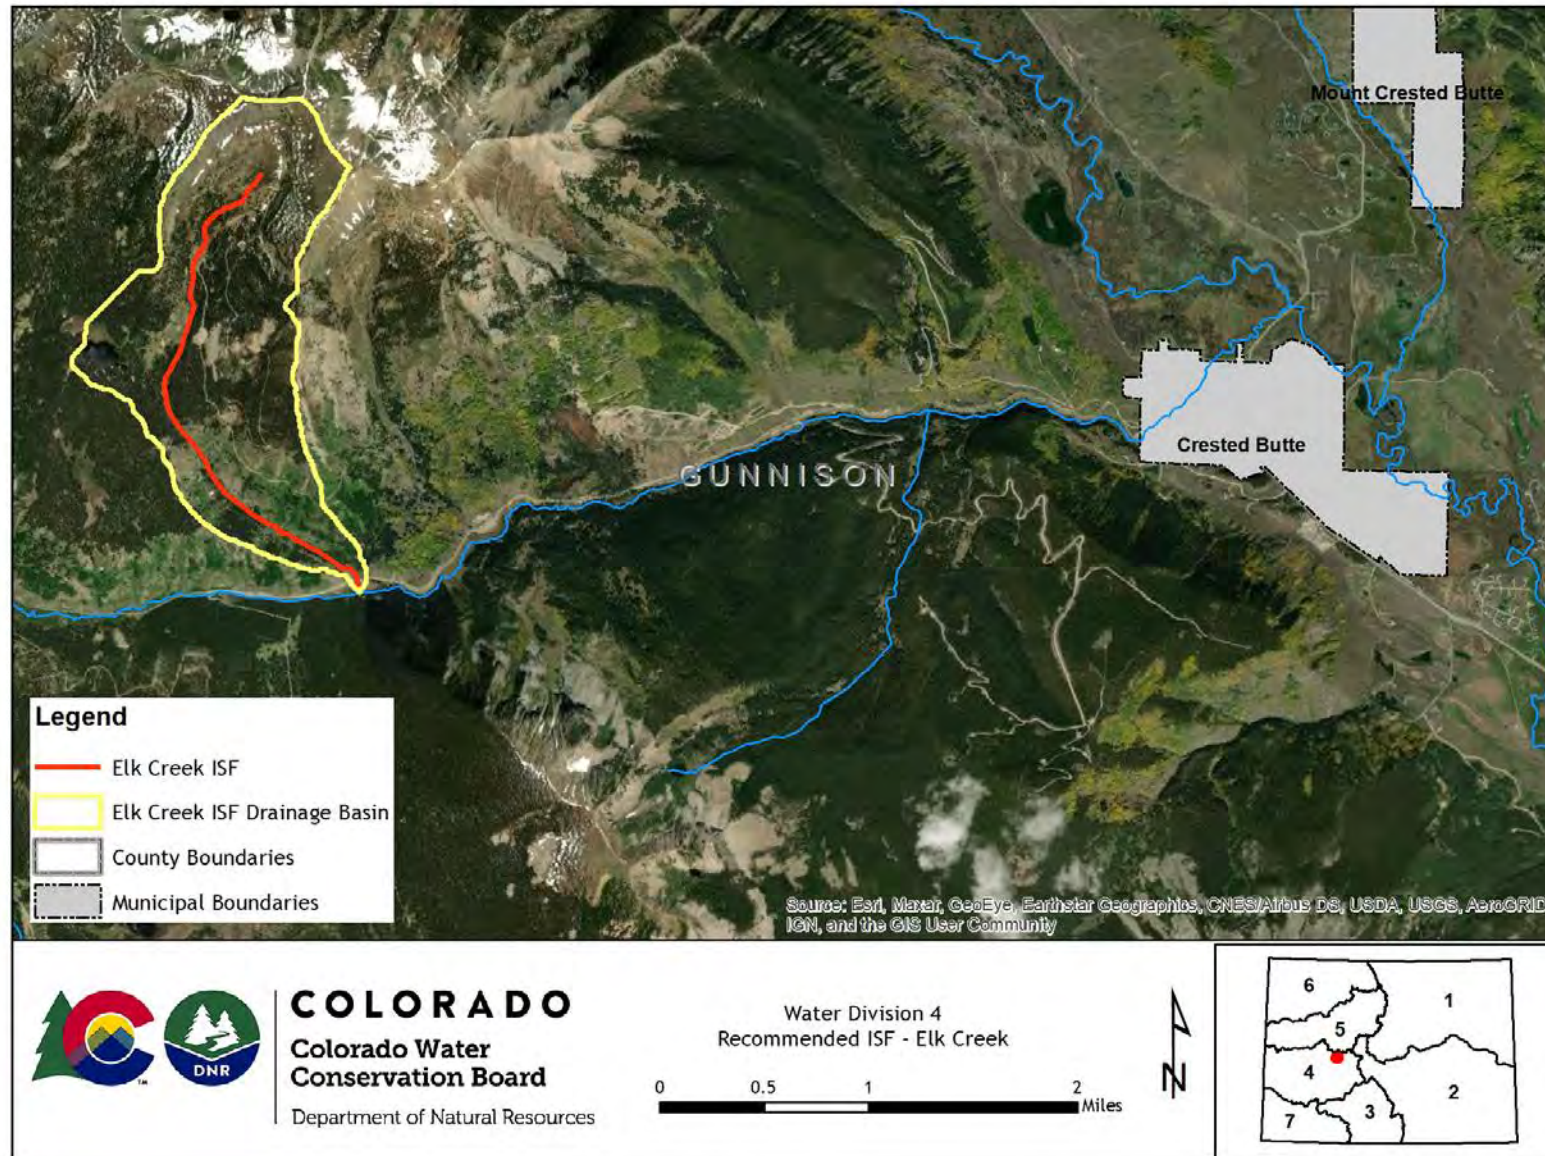 Mount Crested Butte
Crested Butte
GUNNISON
Legend
Elk Creek ISF
Elk Creek ISF Drainage Basin
County Boundaries
Municipal Boundaries
Source: Esri, Maxar, GeoEye, Earthstar Geographics, CNES/Airbus DS, USDA, USGS, AeroGRID
IGN, and the GIS User Community
C
TM
DNR
COLORADO
Colorado Water
Conservation Board
Department of Natural Resources
Water Division 4
Recommended ISF - Elk Creek
0 0.5 1 2
Miles
N
6
1
5
4
2
3
7